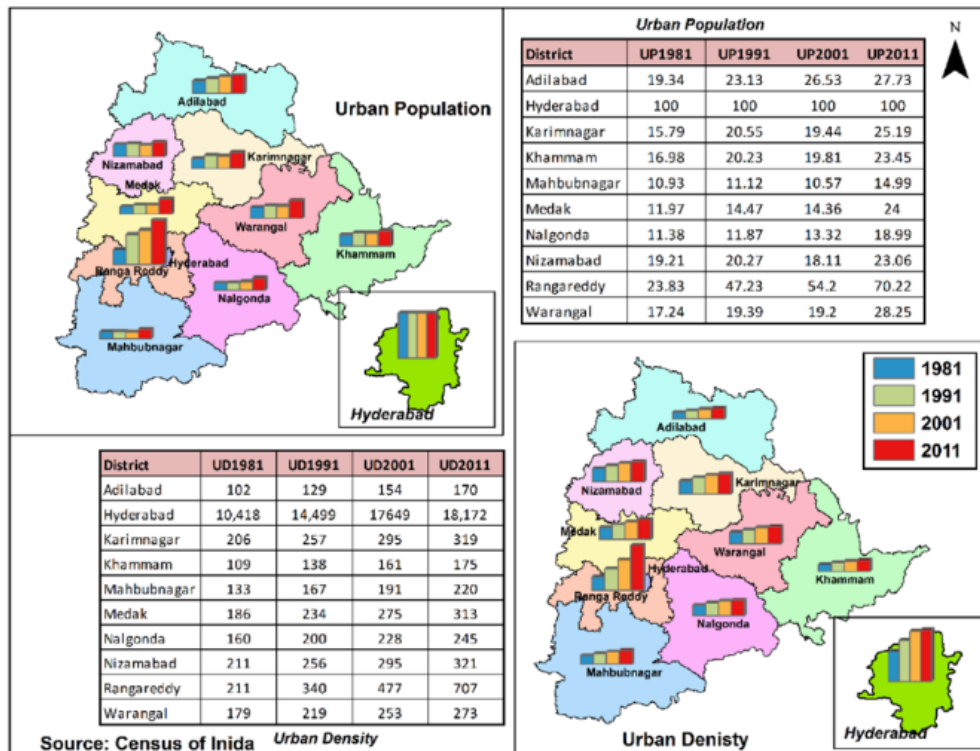 Urban Population
N
District UP1981 UP1991 UP2001 UP2011
Adilabad 19.34 23.13 26.53 27.73
Hyderabad 100 100 100 100
Karimnagar 15.79 20.55 19.44 25.19
Khammam 16.98 20.23 19.81 23.45
Mahbubnagar 10.93 11.12 10.57 14.99
Medak 11.97 14.47 14.36 24
Nalgonda 11.38 11.87 13.32 18.99
Nizamabad 19.21 20.27 18.11 23.06
Rangareddy 23.83 47.23 54.2 70.22
Warangal 17.24 19.39 19.2 28.25
Adilabad
Urban Population
Nizamabad
Karimnagar
Medak
Warangal
Khammam
Ranga Reddy
Hyderabad
Nalgonda
Mahbubnagar
Hyderabad
1981
1991
2001
2011
District UD1981 UD1991 UD2001 UD2011
Adilabad 102 129 154 170
Hyderabad 10,418 14,499 17649 18,172
Karimnagar 206 257 295 319
Khammam 109 138 161 175
Mahbubnagar 133 167 191 220
Medak 186 234 275 313
Nalgonda 160 200 228 245
Nizamabad 211 256 295 321
Rangareddy 211 340 477 707
Warangal 179 219 253 273
Source: Census of Inida
Urban Density
Adilabad
Nizamabad
Karimnagar
Medak
Warangal
Hyderabad
Khammam
Ranga Reddy
Nalgonda
Mahbubnagar
Hyderabad
Urban Denisty